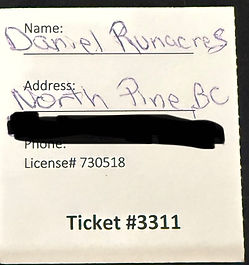 Name:
Daniel Runacres
Address:
North Pine BC
Phone:
License# 730518
Ticket #3311